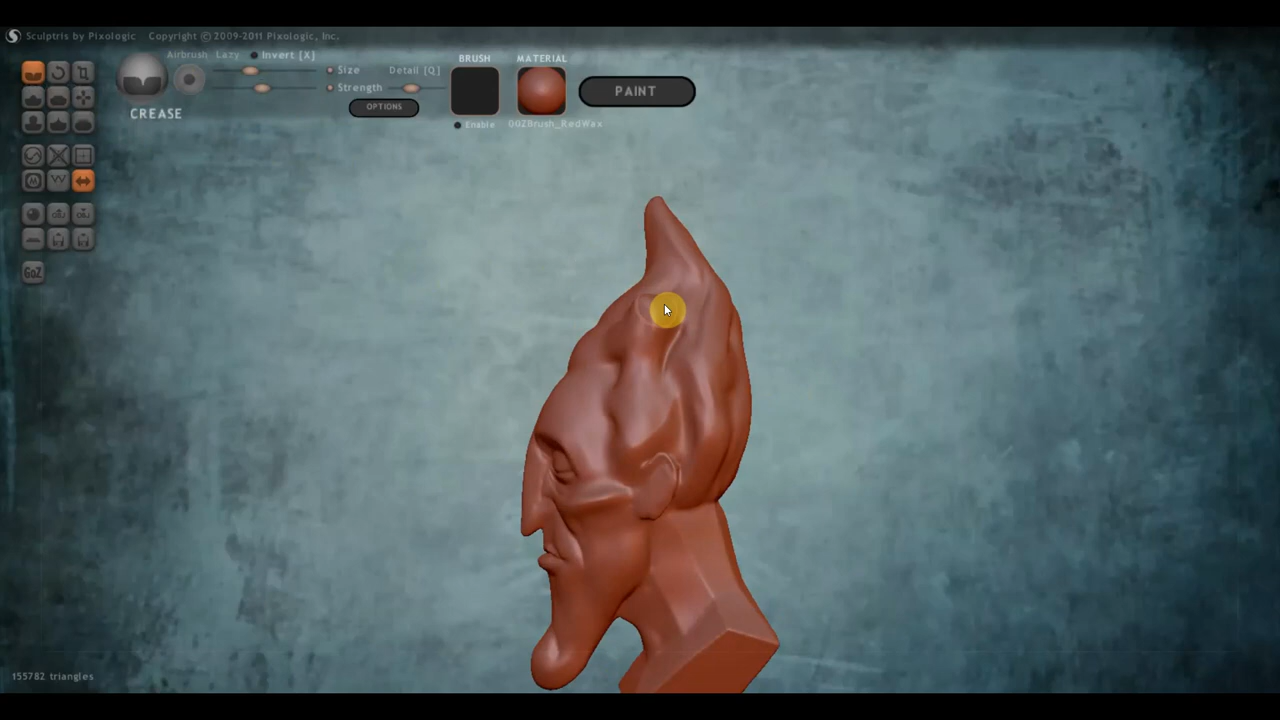 Sculptris by Pixologic Copyright © 2009-2011 Pixologic, Inc.
Airbrush Lazy Invert [X]
Size Detail [Q]
Strength
OPTIONS
CREASE
BRUSH
Enable
MATERIAL
00ZBrush_RedWax
PAINT
GoZ
155782 triangles